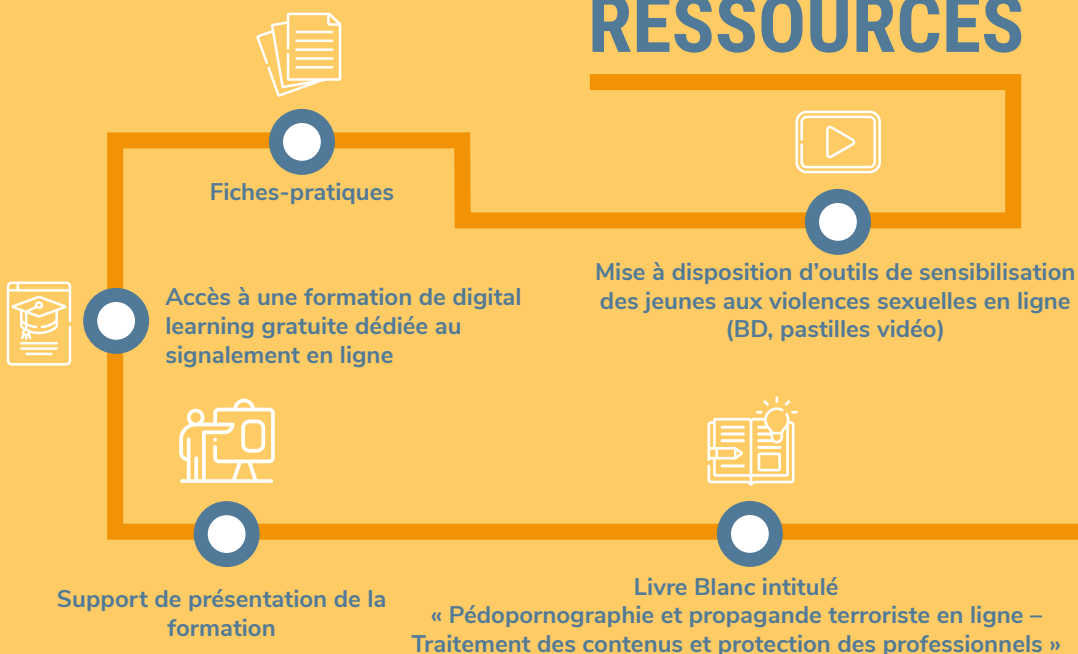 RESSOURCES
Mise à disposition d’outils de sensibilisation
des jeunes aux violences sexuelles en ligne
(BD, pastilles vidéo)
Fiches-pratiques
Accès à une formation de digital
learning gratuite dédiée au
signalement en ligne
Support de présentation de la
formation
Livre Blanc intitulé
« Pédopornographie et propagande terroriste en ligne –
Traitement des contenus et protection des professionnels »